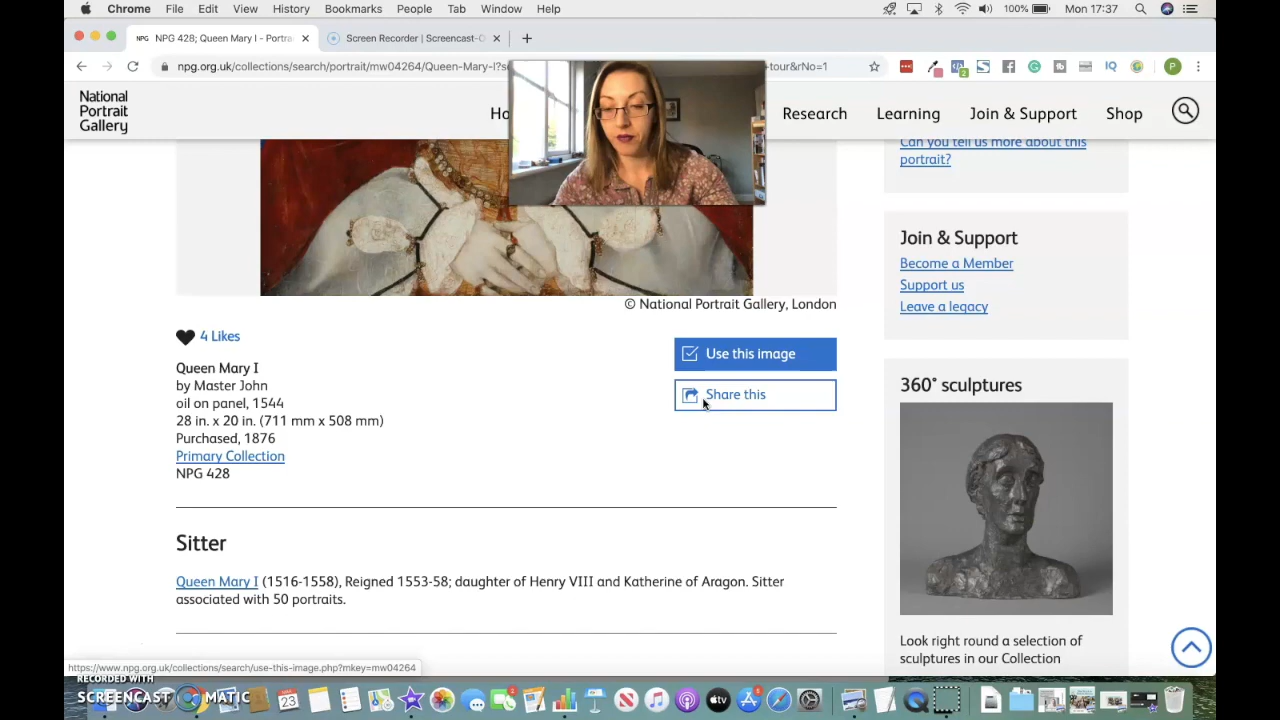 Chrome File Edit View History Bookmarks People Tab Window Help 100% Mon 17:37
NPG NPG 428; Queen Mary I - Portra Screen Recorder | Screencast-O
npg.org.uk/collections/search/portrait/mw04264/Queen-Mary-I?se tour&rNo=1
IQ P
National
Portrait
Gallery
Ho Research Learning Join & Support Shop
Can you tell us more about this
portrait?
© National Portrait Gallery, London
4 Likes
Use this image
Share this
Queen Mary I
by Master John
oil on panel, 1544
28 in. x 20 in. (711 mm x 508 mm)
Purchased, 1876
Primary Collection
NPG 428
Sitter
Queen Mary I (1516-1558), Reigned 1553-58; daughter of Henry VIII and Katherine of Aragon. Sitter
associated with 50 portraits.
Join & Support
Become a Member
Support us
Leave a legacy
360° sculptures
Look right round a selection of
sculptures in our Collection
https://www.npg.org.uk/collections/search/use-this-image.php?mkey=mw04264
RECORDED WITH
SCREENCAST MATIC
23
tv